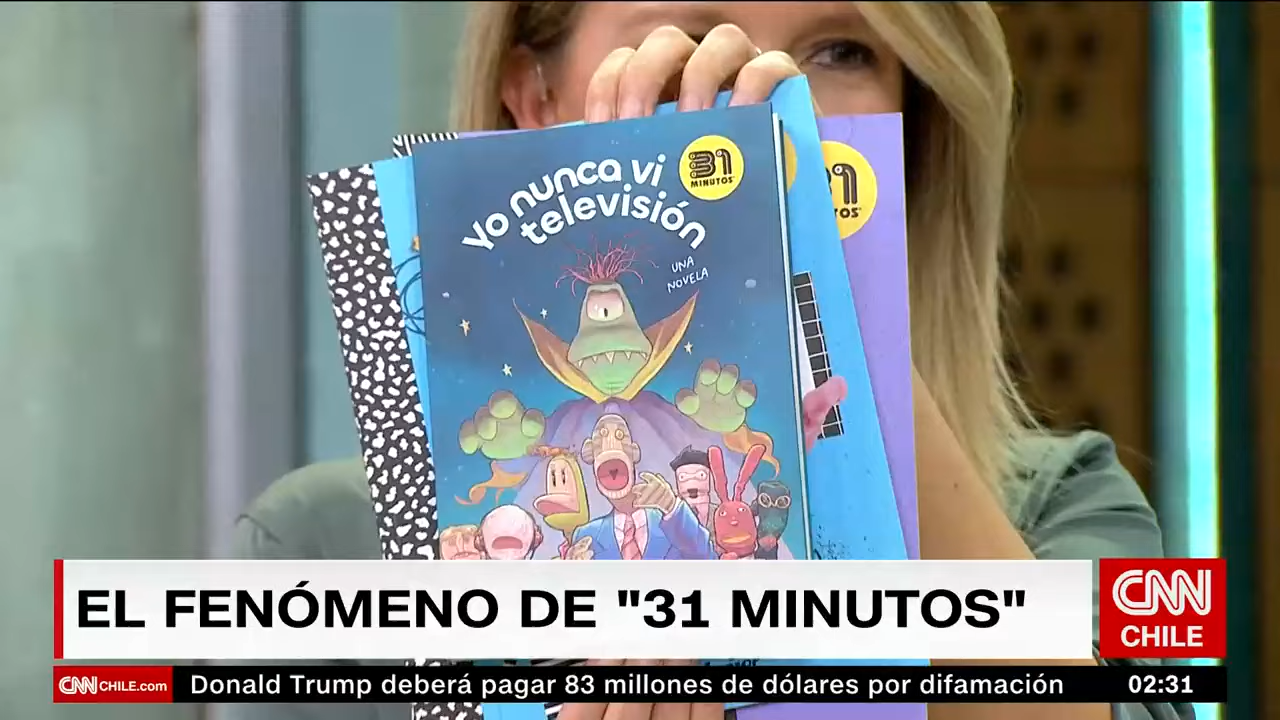 Yo nunca vi
televisión
31
MINUTOS
UNA
NOVELA
EL FENÓMENO DE "31 MINUTOS"
CNN
CHILE
CNNCHILE.com
Donald Trump deberá pagar 83 millones de dólares por difamación
02:31